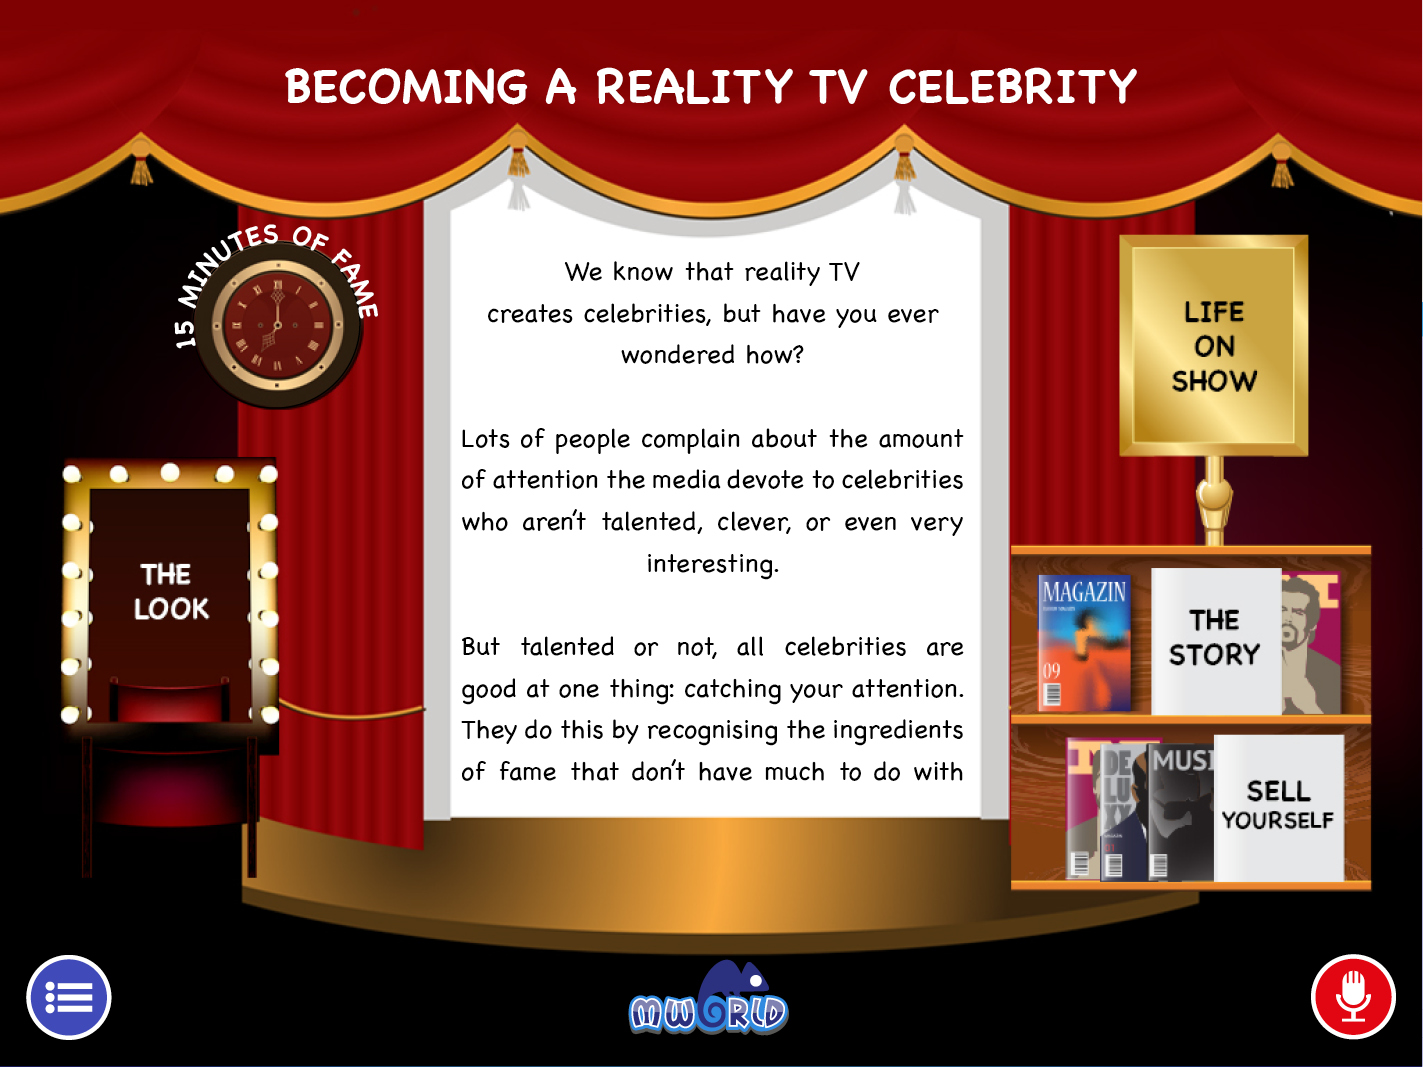 BECOMING A REALITY TV CELEBRITY
15 MINUTES OF FAME
We know that reality TV
creates celebrities, but have you ever
wondered how?
Lots of people complain about the amount
of attention the media devote to celebrities
who aren't talented, clever, or even very
interesting.
But talented or not, all celebrities are
good at one thing: catching your attention.
They do this by recognising the ingredients
of fame that don't have much to do with
LIFE
ON
SHOW
THE
LOOK
MAGAZIN
09
THE
STORY
DE
LU
XY
MUSI
SELL
YOURSELF
MWORLD